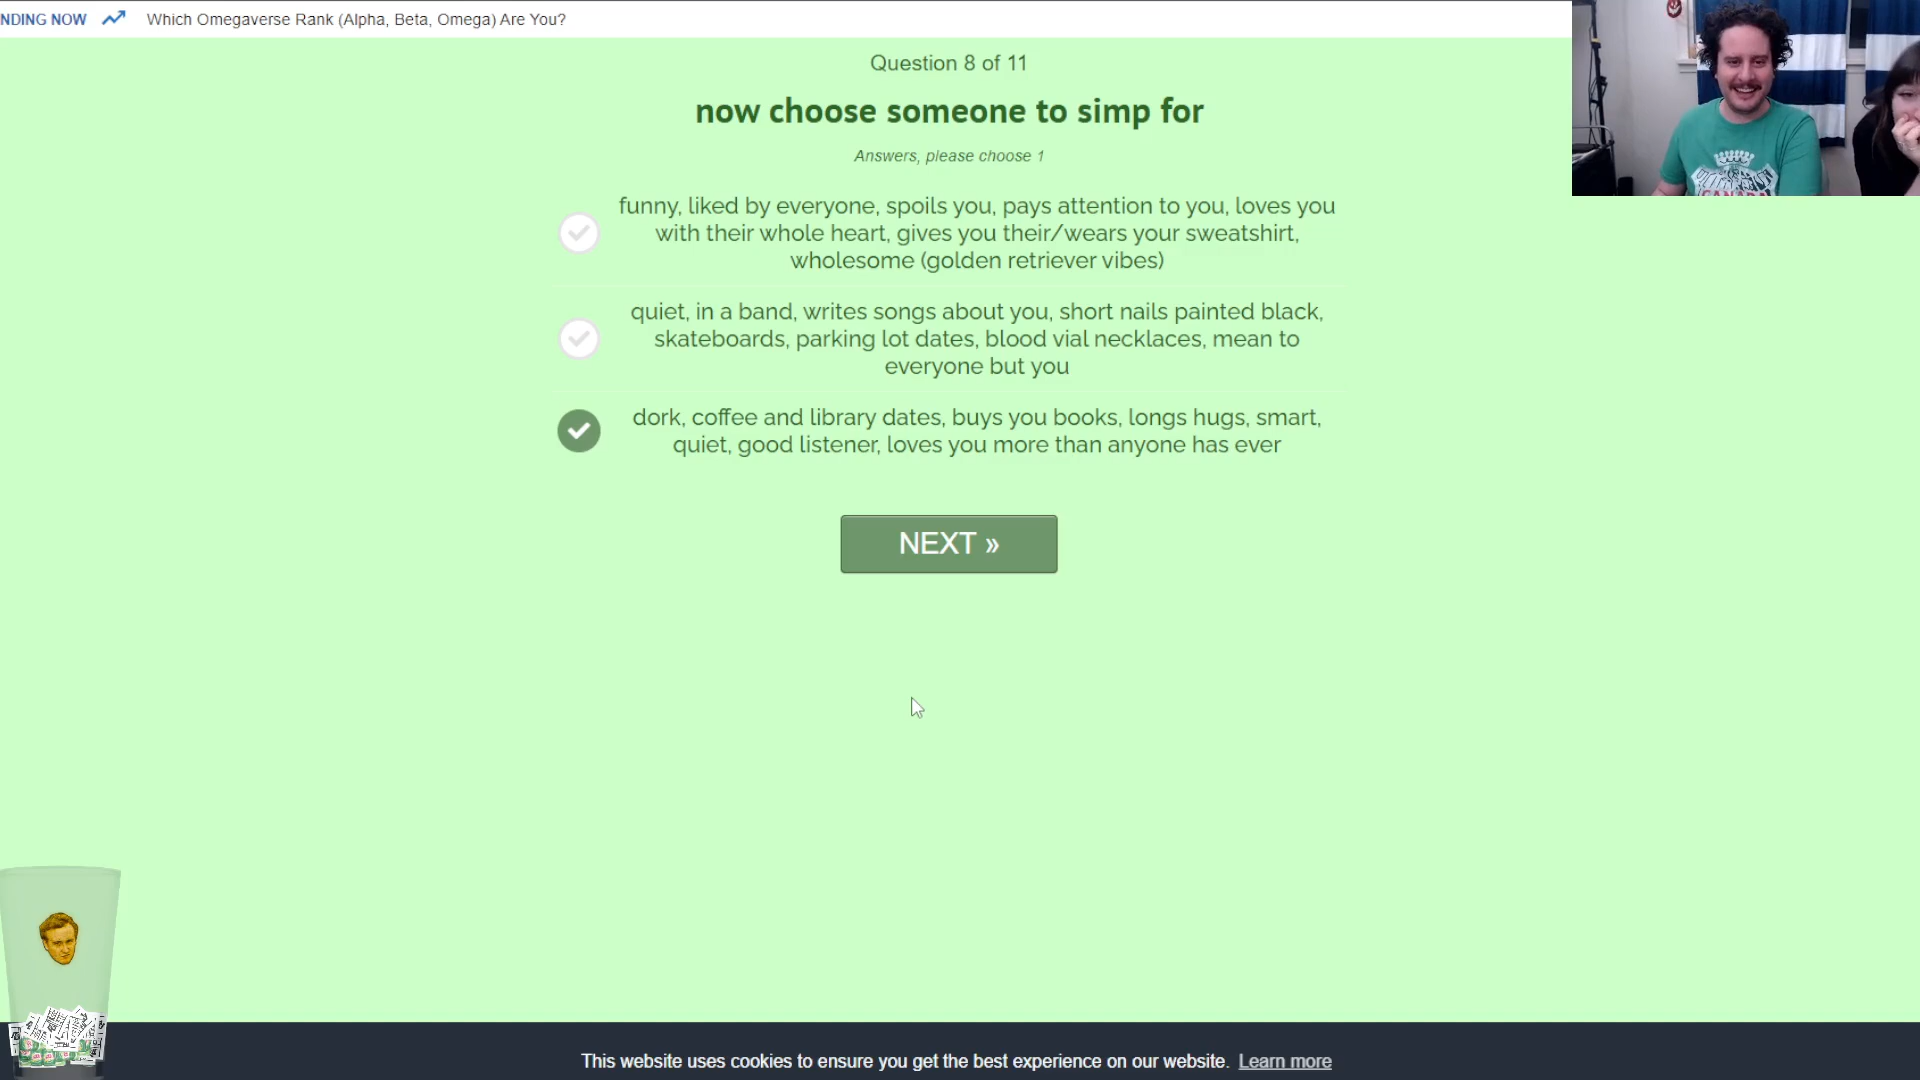 NDING NOW
Which Omegaverse Rank (Alpha, Beta, Omega) Are You?
Question 8 of 11
now choose someone to simp for
Answers, please choose 1
funny, liked by everyone, spoils you, pays attention to you, loves you
with their whole heart, gives you their/wears your sweatshirt,
wholesome (golden retriever vibes)
quiet, in a band, writes songs about you, short nails painted black,
skateboards, parking lot dates, blood vial necklaces, mean to
everyone but you
dork, coffee and library dates, buys you books, longs hugs, smart,
quiet, good listener, loves you more than anyone has ever
NEXT »
This website uses cookies to ensure you get the best experience on our website. Learn more